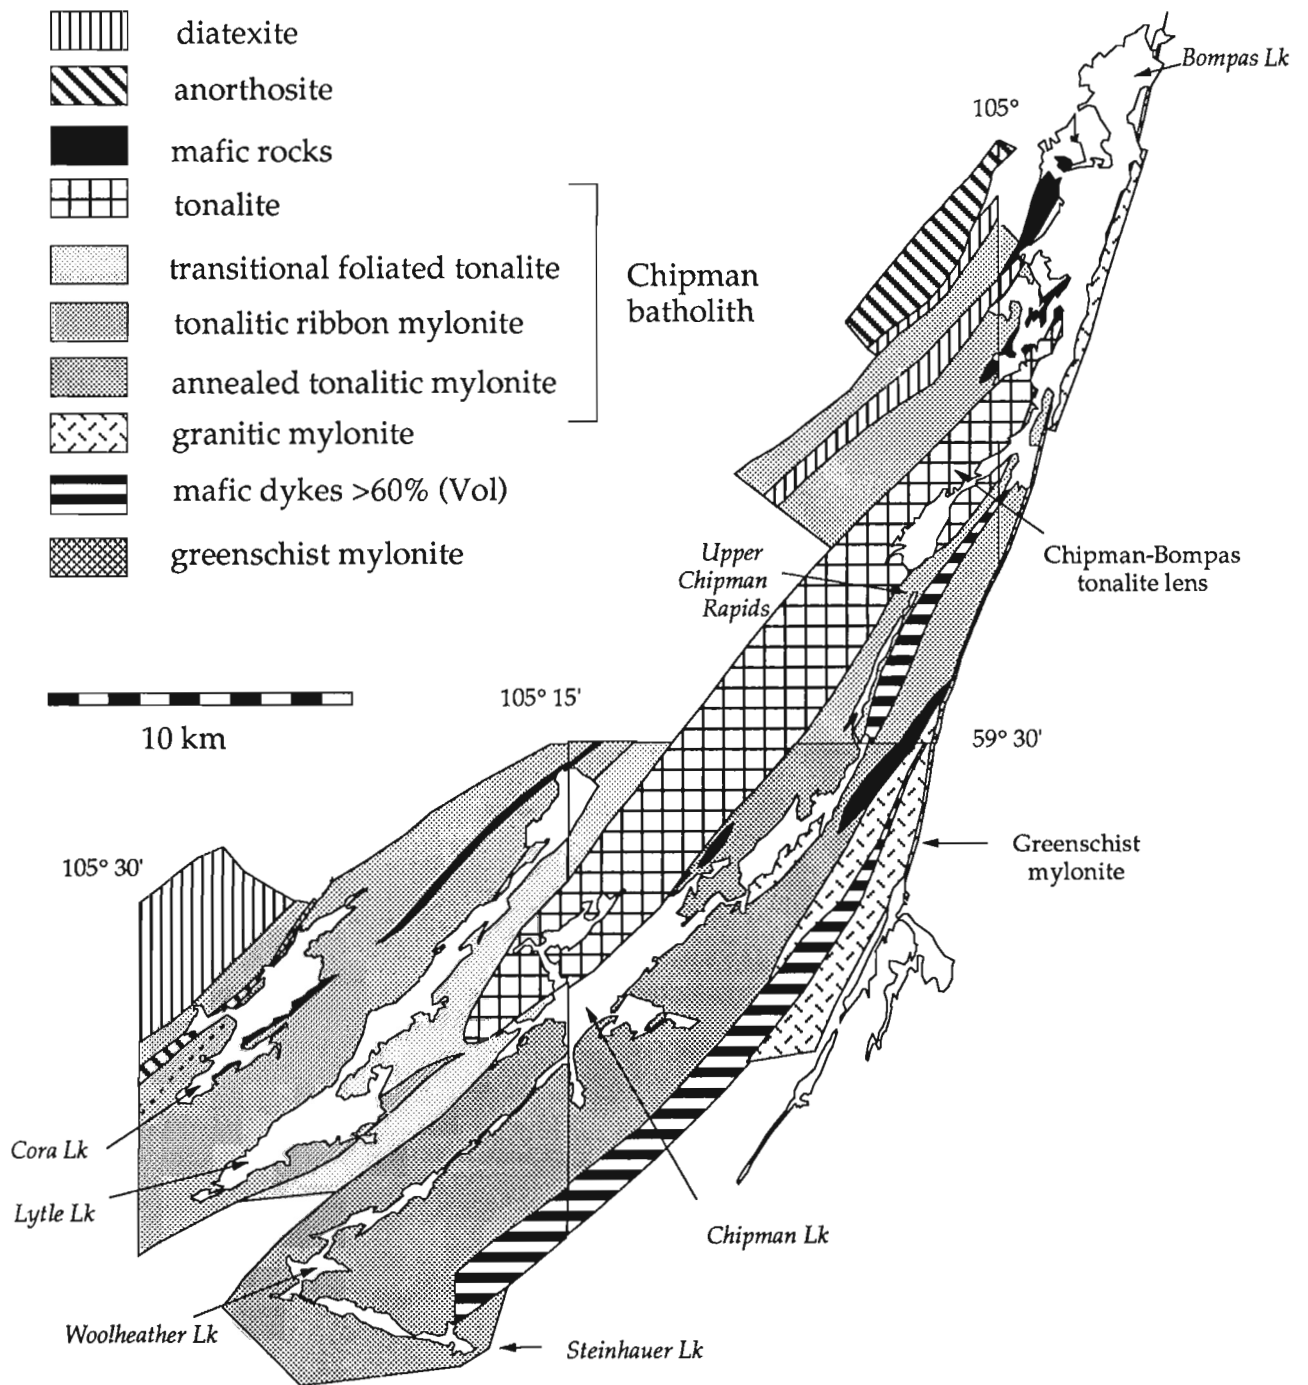 diatexite
anorthosite
mafic rocks
tonalite
transitional foliated tonalite
tonalitic ribbon mylonite
annealed tonalitic mylonite
granitic mylonite
mafic dykes >60% (Vol)
greenschist mylonite
Chipman
batholith
10 km
Bompas Lk
105°
Upper
Chipman
Rapids
Chipman-Bompas
tonalite lens
105° 15'
59° 30'
105° 30'
Greenschist
mylonite
Cora Lk
Lytle Lk
Chipman Lk
Woolheather Lk
Steinhauer Lk